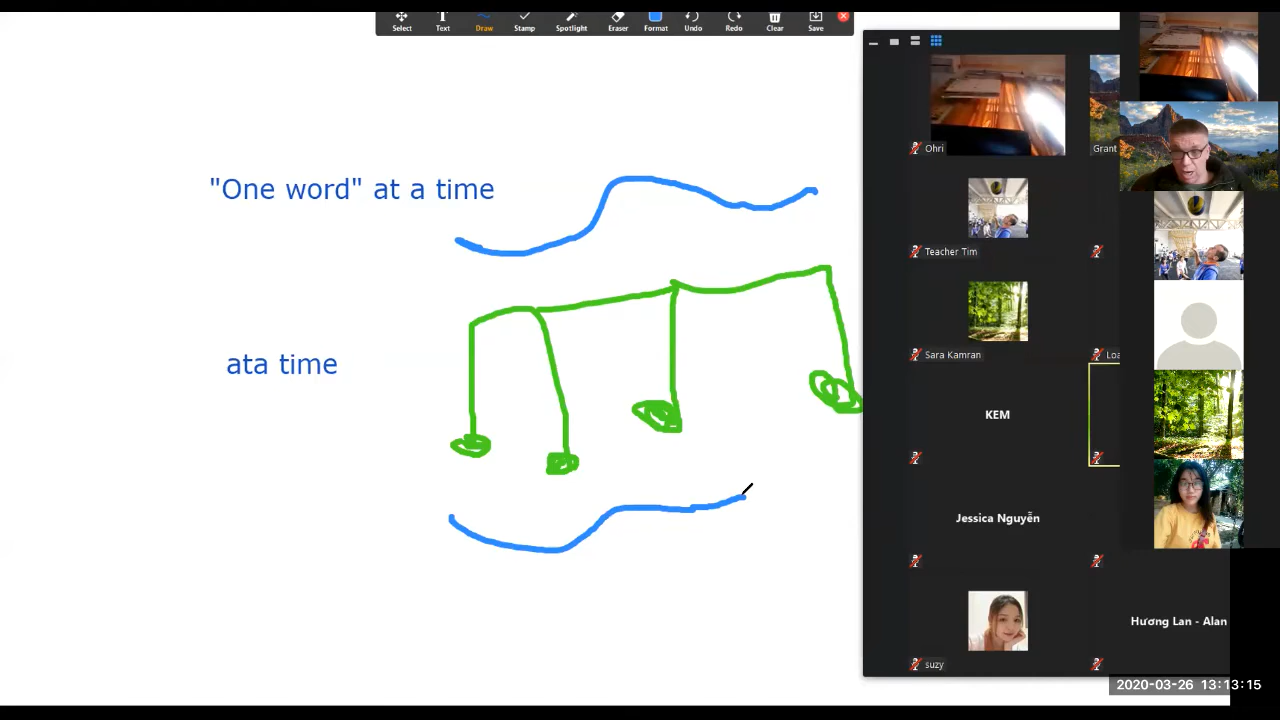 Select Text Draw Stamp Spotlight Eraser Format Undo Redo Clear Save
"One word" at a time
ata time
Ohri
Grant
Teacher Tim
Sara Kamran
Loa
KEM
Jessica Nguyễn
Hương Lan - Alan
suzy
2020-03-26 13:13:15